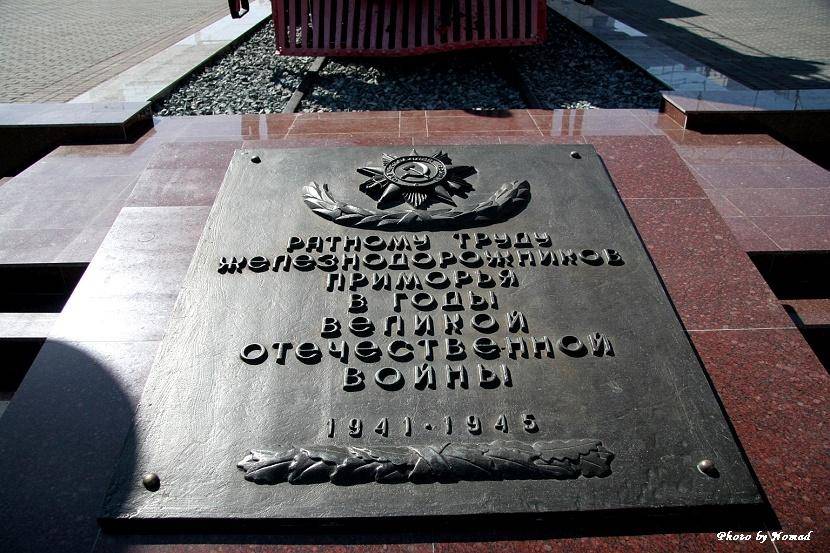 РАТНОМУ ТРУДУ
ЖЕЛЕЗНОДОРОЖНИКОВ
ПРИМОРЬЯ
В ГОДЫ
ВЕЛИКОЙ
ОТЕЧЕСТВЕННОЙ
ВОЙНЫ
1941·1945
Photo by Nomad